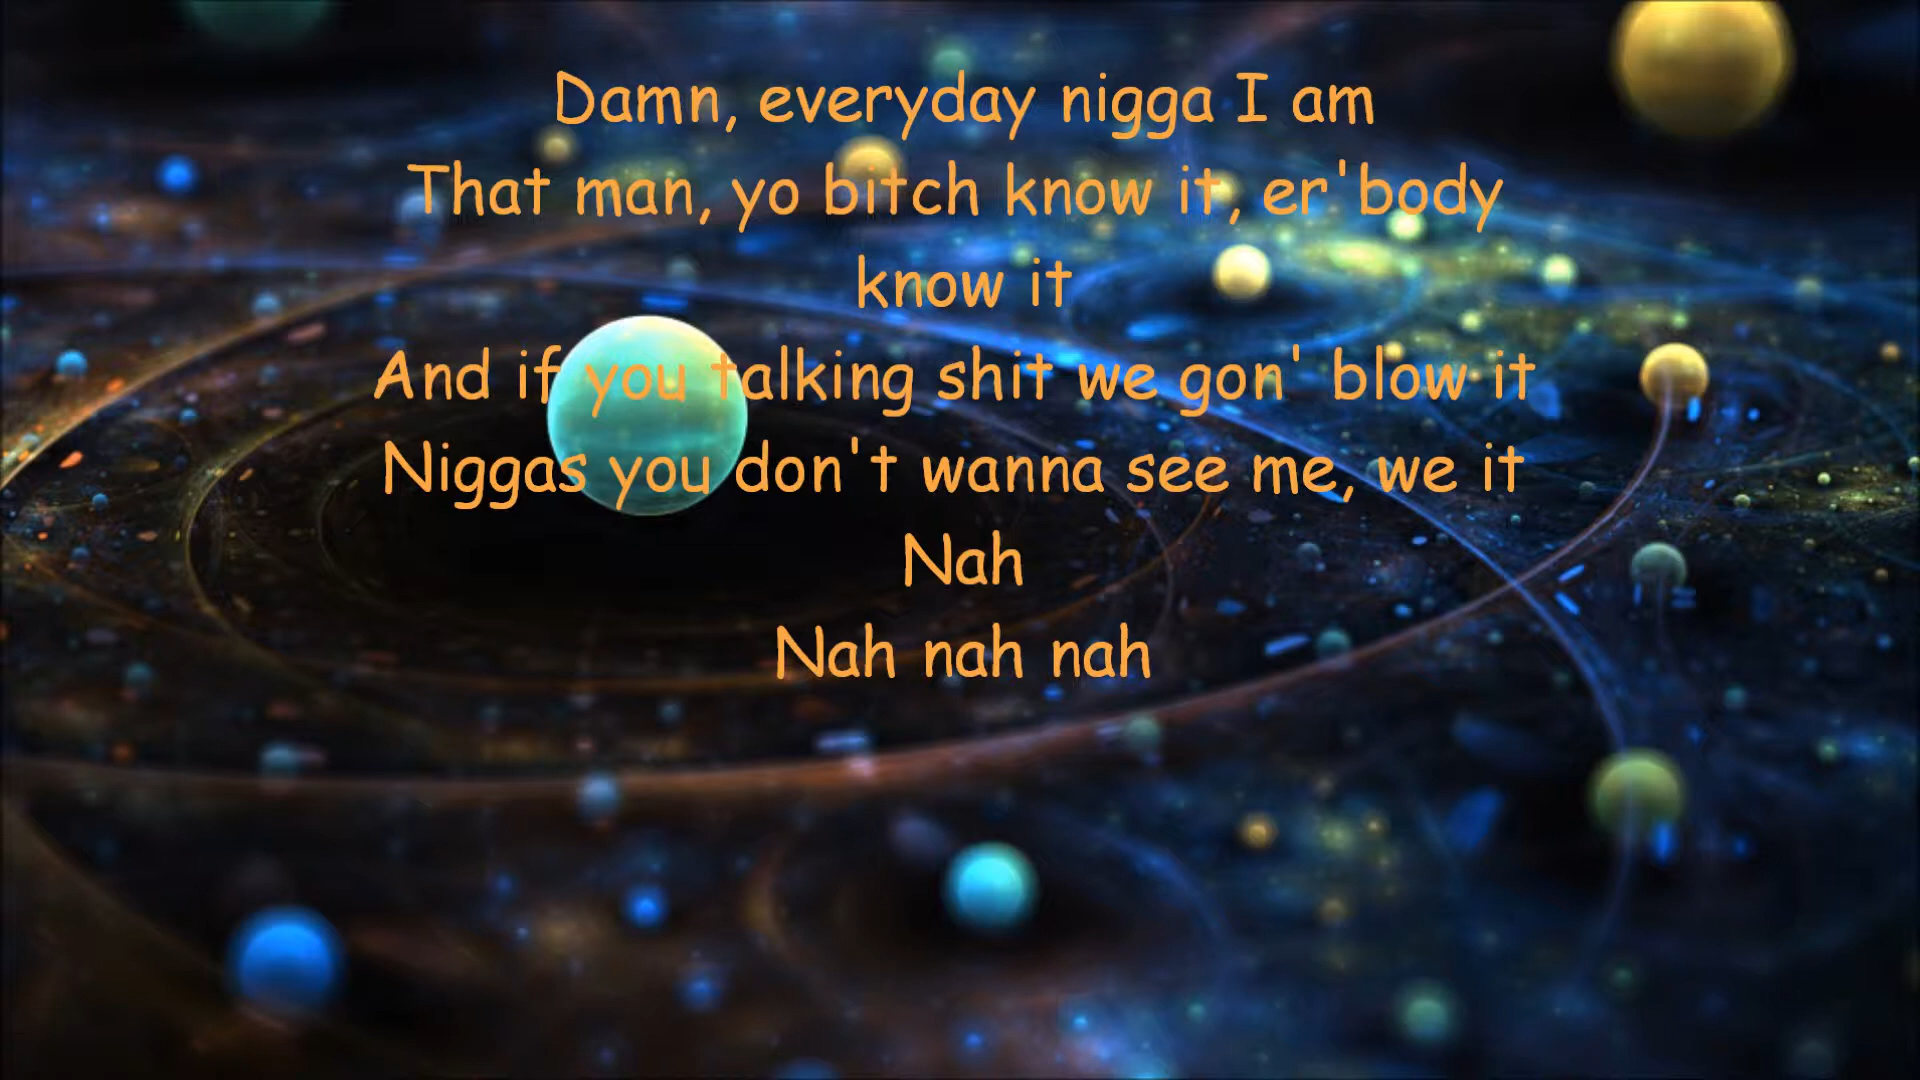 Damn, everyday nigga I am
That man, yo bitch know it, er'body
know it
And if you talking shit we gon' blow it
Niggas you don't wanna see me, we it
Nah
Nah nah nah